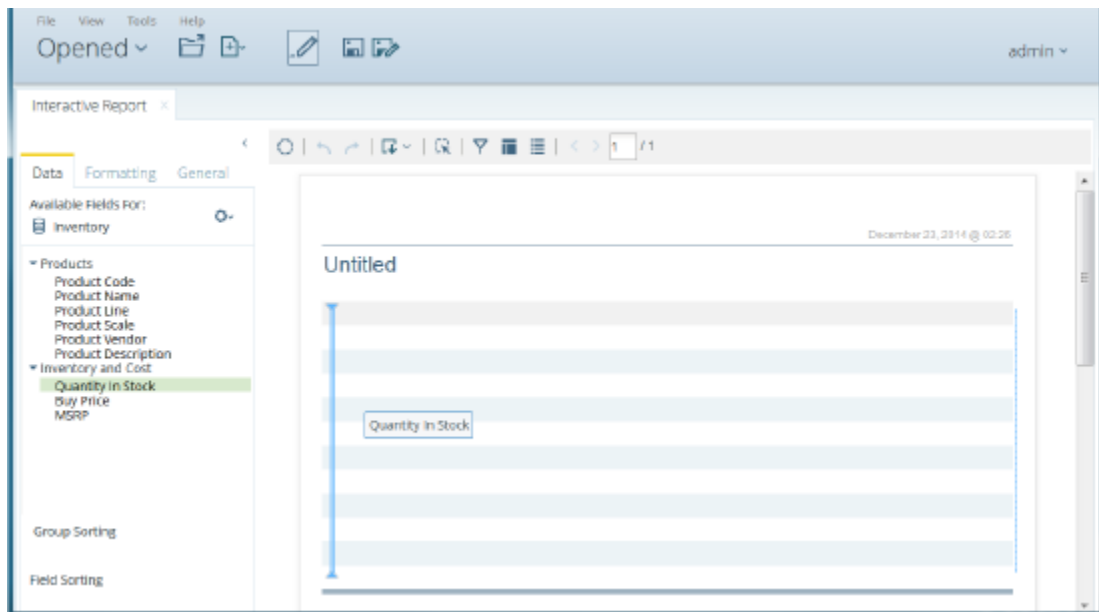 File View Tools Help
Opened
admin
Interactive Report ×
1 / 1
Data Formatting General
Available Fields For:
Inventory
December 23, 2014 @ 02:26
Untitled
Products
Product Code
Product Name
Product Line
Product Scale
Product Vendor
Product Description
Inventory and Cost
Quantity In Stock
Buy Price
MSRP
Quantity In Stock
Group Sorting
Field Sorting